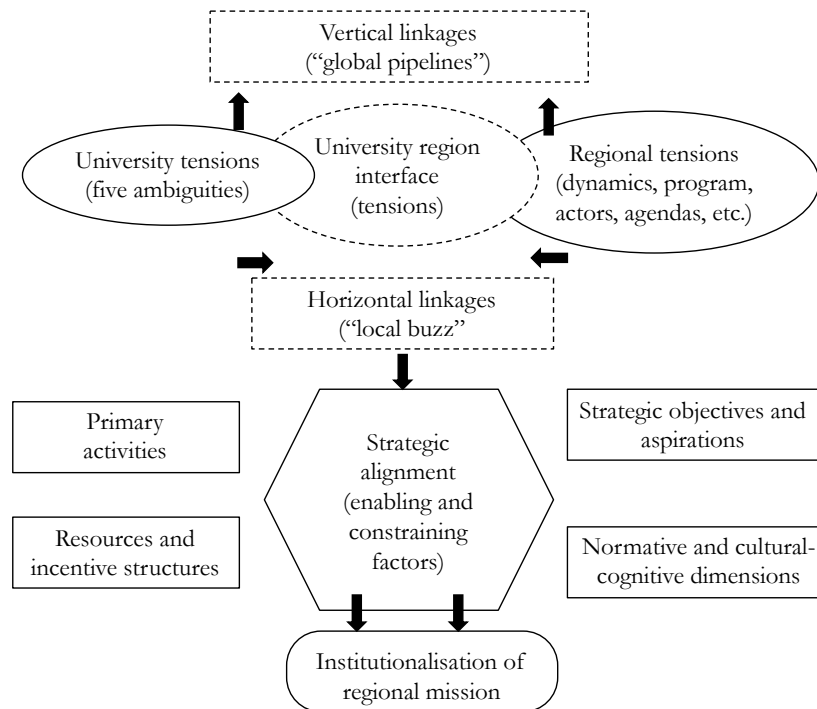 Vertical linkages
(“global pipelines”)
University tensions
(five ambiguities)
University region
interface
(tensions)
Regional tensions
(dynamics, program,
actors, agendas, etc.)
Horizontal linkages
(“local buzz”
Primary
activities
Strategic objectives and
aspirations
Strategic
alignment
(enabling and
constraining
factors)
Resources and
incentive structures
Normative and cultural-
cognitive dimensions
Institutionalisation of
regional mission